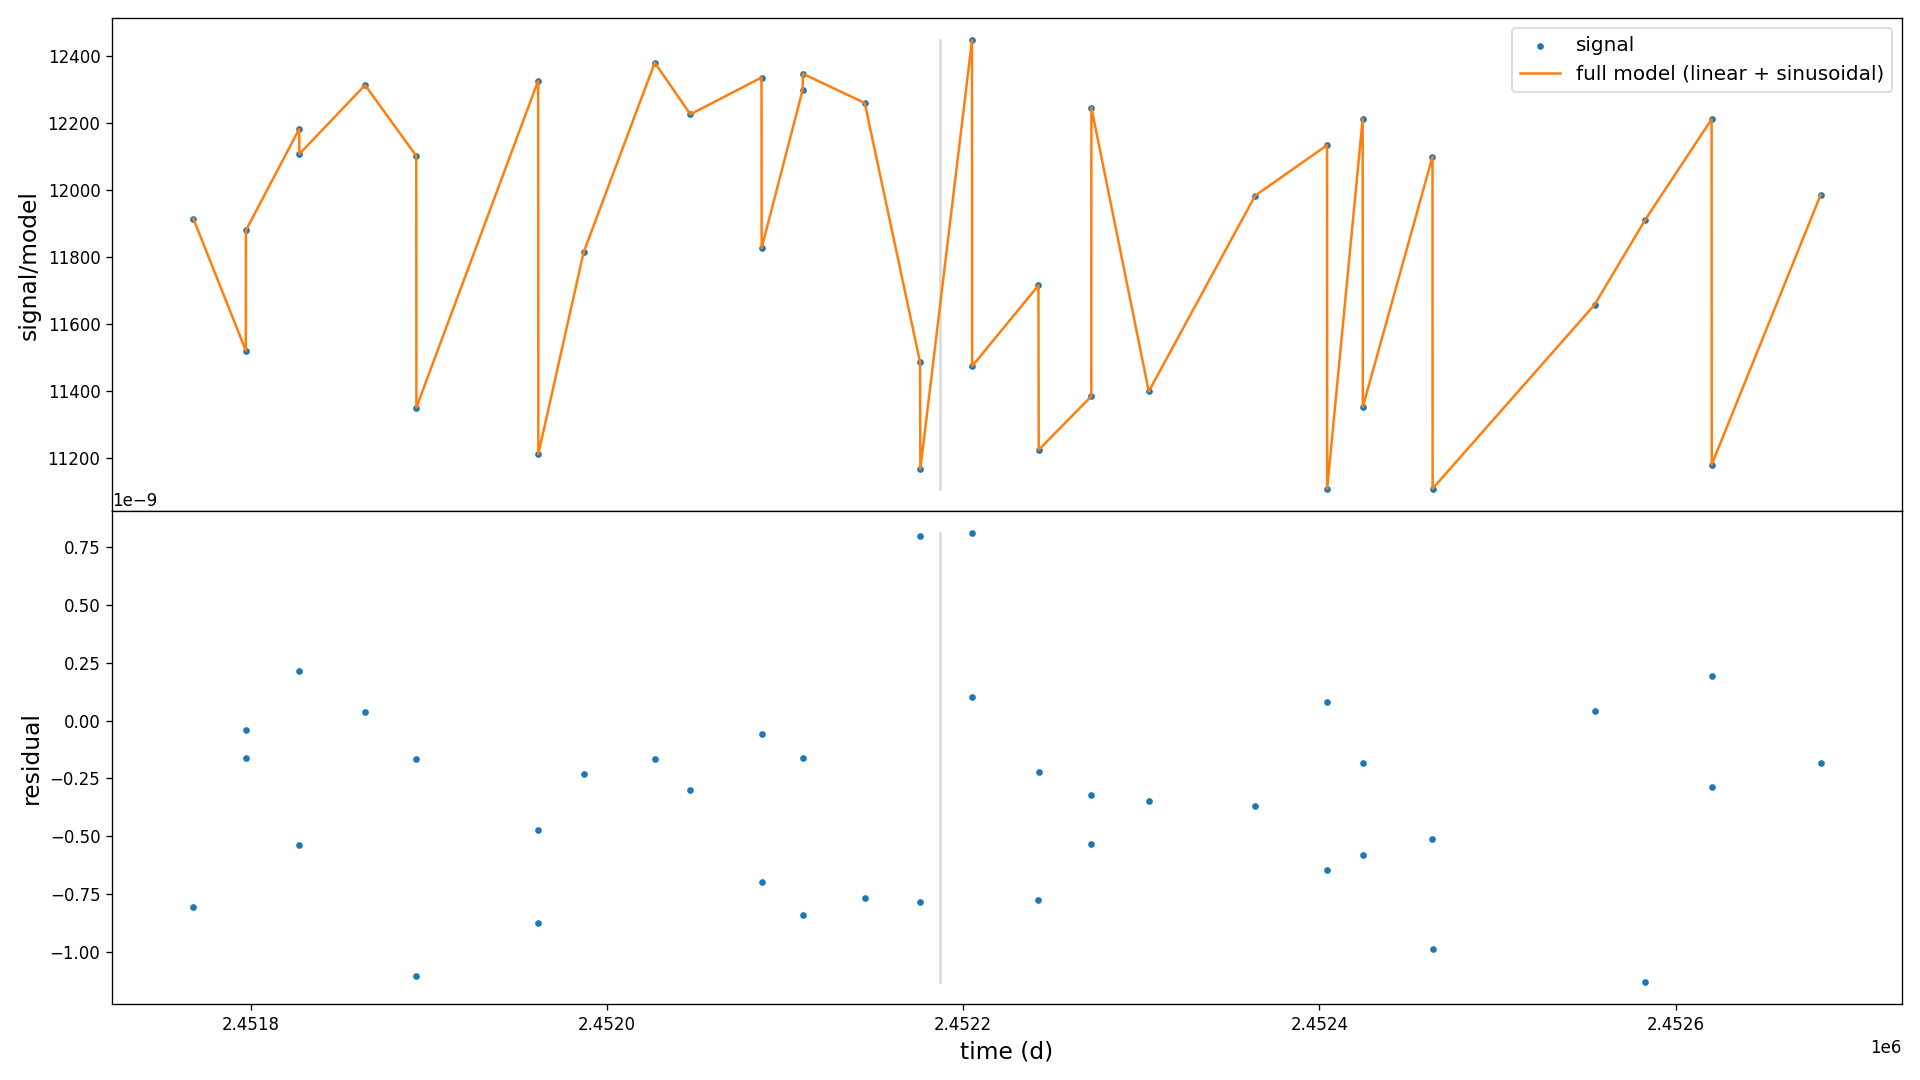 signal
full model (linear + sinusoidal)
12400
12200
12000
11800
11600
11400
11200
signal/model
1e−9
0.75
0.50
0.25
0.00
−0.25
−0.50
−0.75
−1.00
residual
2.4518
2.4520
2.4522
2.4524
2.4526
1e6
time (d)